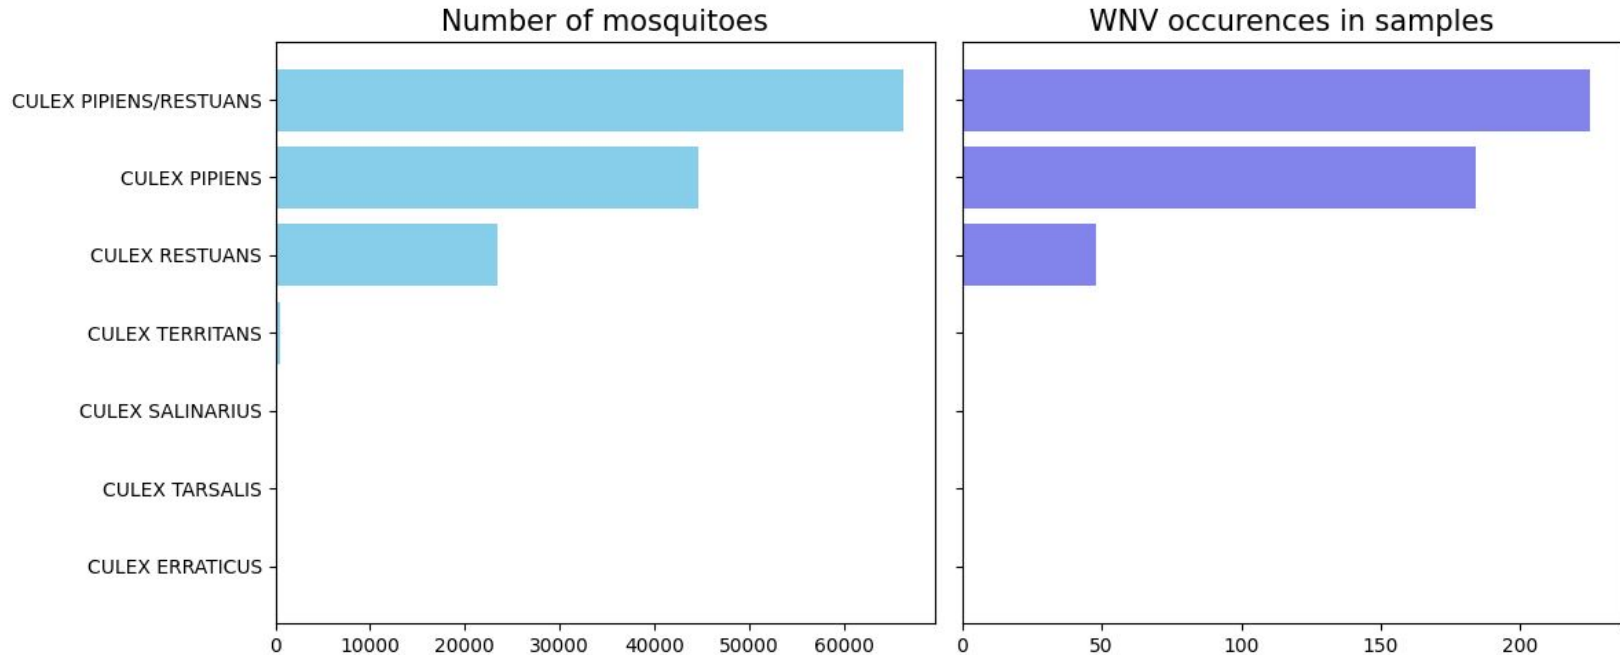 Number of mosquitoes
WNV occurences in samples
CULEX PIPIENS/RESTUANS
CULEX PIPIENS
CULEX RESTUANS
CULEX TERRITANS
CULEX SALINARIUS
CULEX TARSALIS
CULEX ERRATICUS
0 10000 20000 30000 40000 50000 60000
0 50 100 150 200